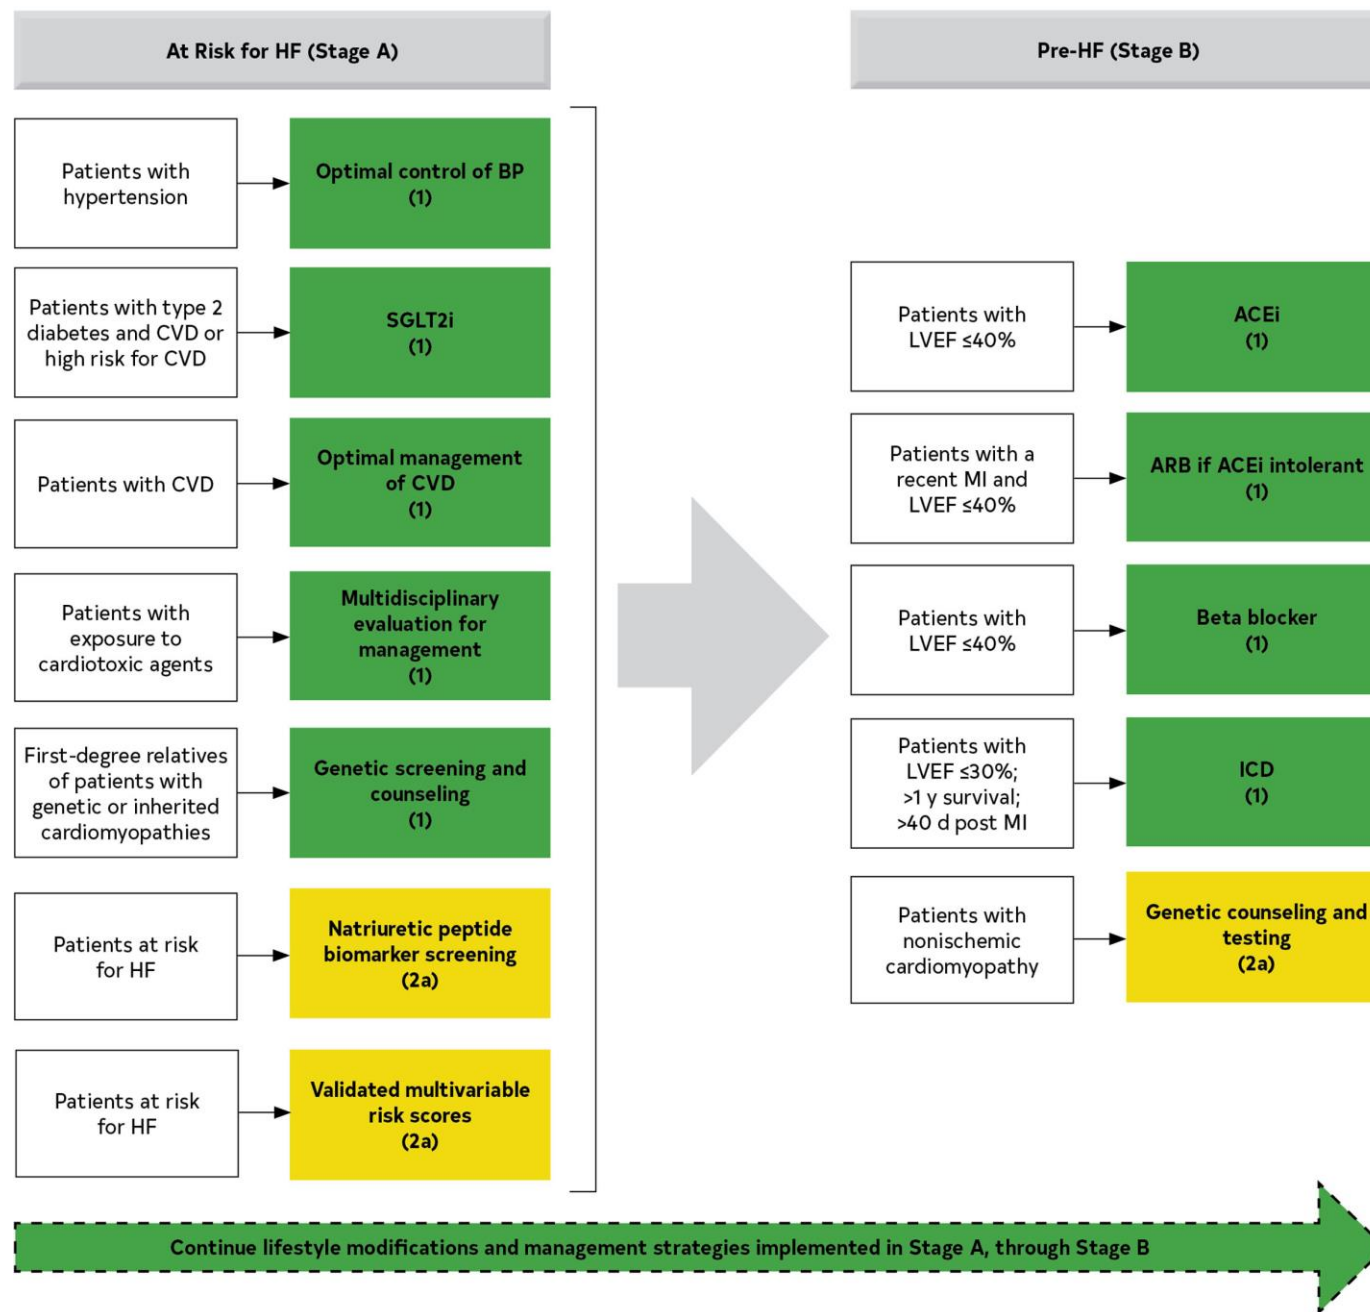 At Risk for HF (Stage A)
Patients with
hypertension
Optimal control of BP
(1)
Patients with type 2
diabetes and CVD or
high risk for CVD
SGLT2i
(1)
Patients with CVD
Optimal management
of CVD
(1)
Patients with
exposure to
cardiotoxic agents
Multidisciplinary
evaluation for
management
(1)
First-degree relatives
of patients with
genetic or inherited
cardiomyopathies
Genetic screening and
counseling
(1)
Patients at risk
for HF
Natriuretic peptide
biomarker screening
(2a)
Patients at risk
for HF
Validated multivariable
risk scores
(2a)
Pre-HF (Stage B)
Patients with
LVEF ≤40%
ACEi
(1)
Patients with a
recent MI and
LVEF ≤40%
ARB if ACEi intolerant
(1)
Patients with
LVEF ≤40%
Beta blocker
(1)
Patients with
LVEF ≤30%;
>1 y survival;
>40 d post MI
ICD
(1)
Patients with
nonischemic
cardiomyopathy
Genetic counseling and
testing
(2a)
Continue lifestyle modifications and management strategies implemented in Stage A, through Stage B